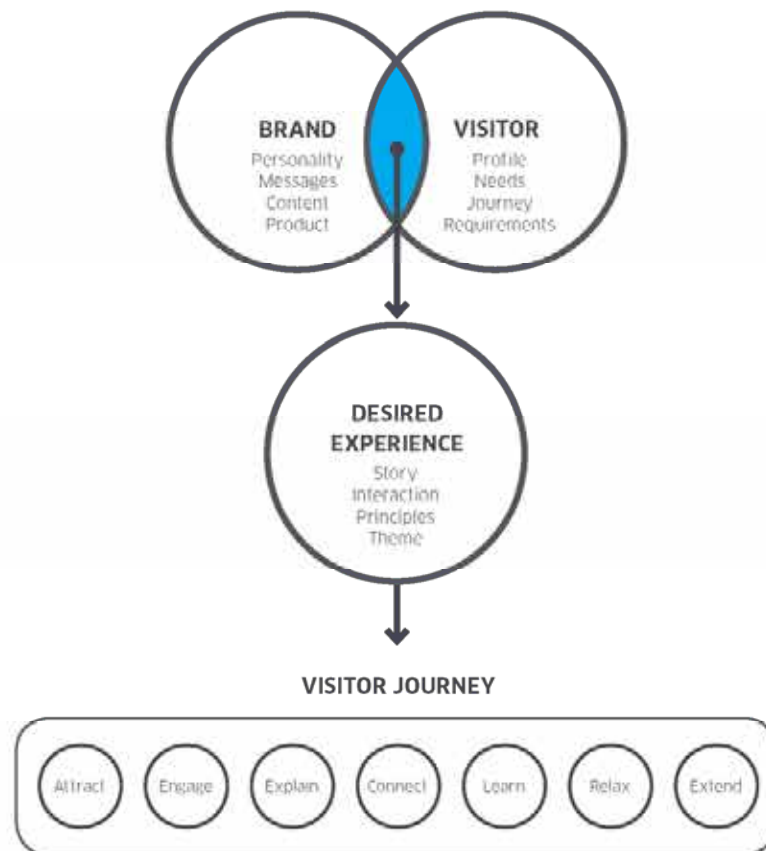 BRAND
Personality
Messages
Content
Product
VISITOR
Profile
Needs
Journey
Requirements
DESIRED
EXPERIENCE
Story
Interaction
Principles
Theme
VISITOR JOURNEY
Attract
Engage
Explain
Connect
Learn
Relax
Extend